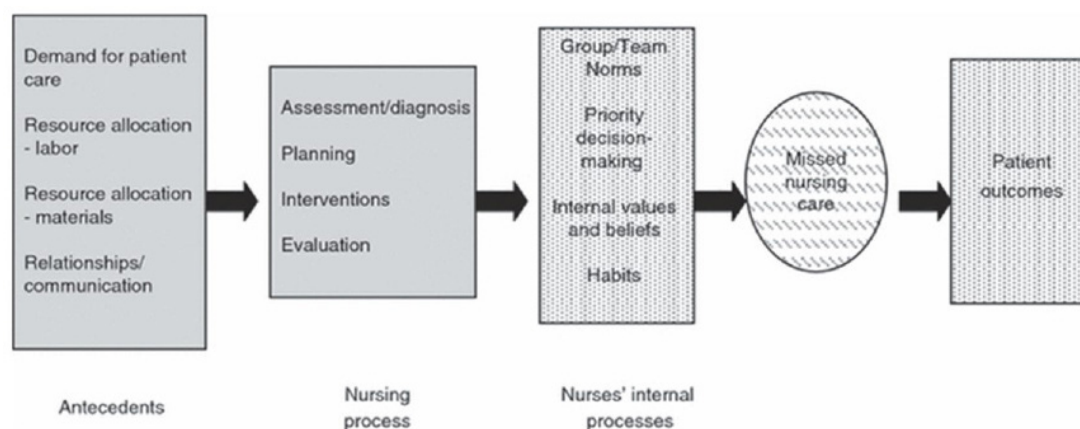 Demand for patient
care
Resource allocation
- labor
Resource allocation
- materials
Relationships/
communication
Antecedents
Assessment/diagnosis
Planning
Interventions
Evaluation
Nursing
process
Group/Team
Norms
Priority
decision-
making
Internal values
and beliefs
Habits
Nurses' internal
processes
Missed
nursing
care
Patient
outcomes